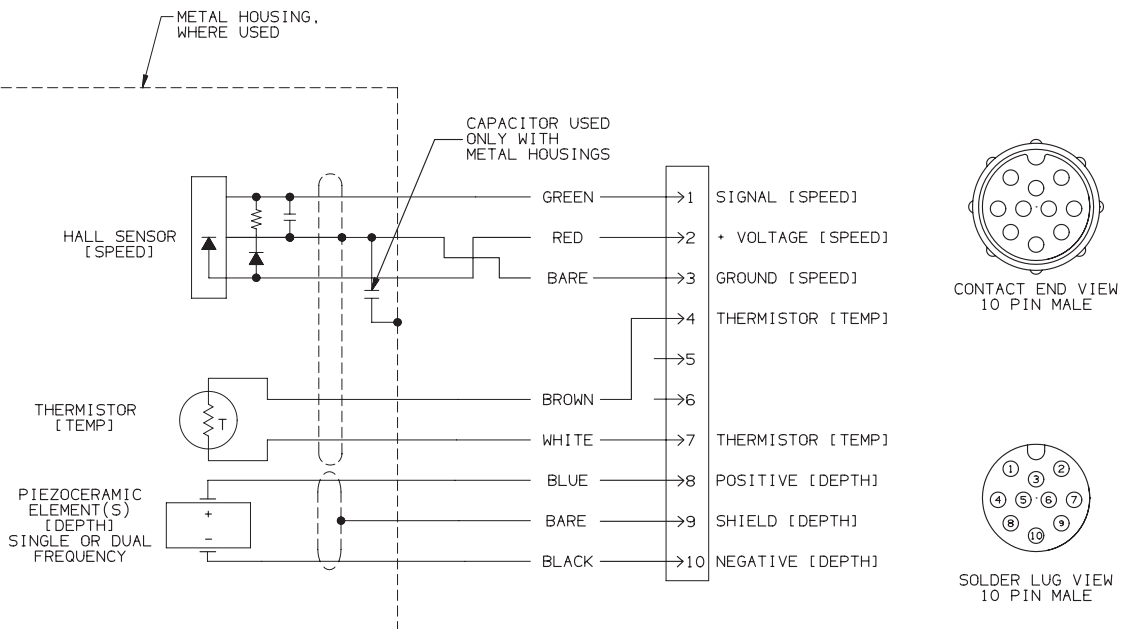 METAL HOUSING,
WHERE USED
CAPACITOR USED
ONLY WITH
METAL HOUSINGS
HALL SENSOR
[SPEED]
GREEN 1 SIGNAL [SPEED]
RED 2 + VOLTAGE [SPEED]
BARE 3 GROUND [SPEED]
4 THERMISTOR [TEMP]
5
BROWN 6
THERMISTOR
[TEMP]
T
WHITE 7 THERMISTOR [TEMP]
BLUE 8 POSITIVE [DEPTH]
PIEZOCERAMIC
ELEMENT(S)
[DEPTH]
SINGLE OR DUAL
FREQUENCY
+
−
BARE 9 SHIELD [DEPTH]
BLACK 10 NEGATIVE [DEPTH]
CONTACT END VIEW
10 PIN MALE
1 2
3
4 5 6 7
8 9
10
SOLDER LUG VIEW
10 PIN MALE